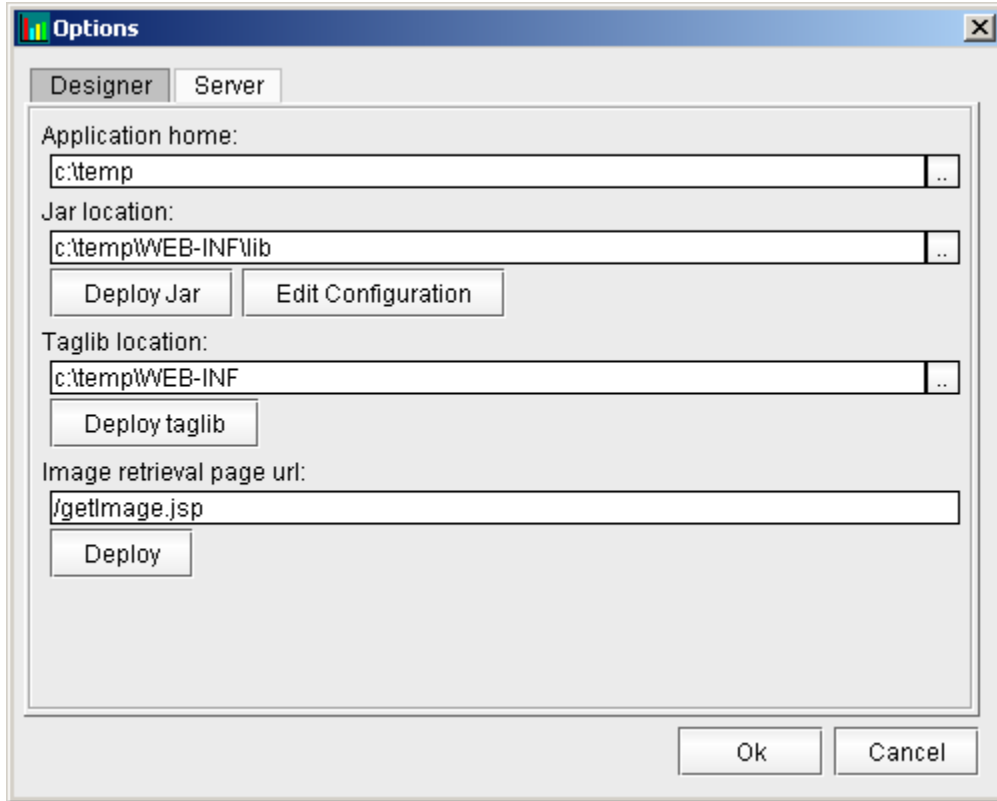 Options
Designer Server
Application home:
c:\temp
..
Jar location:
c:\temp\WEB-INF\lib
..
Deploy Jar Edit Configuration
Taglib location:
c:\temp\WEB-INF
..
Deploy taglib
Image retrieval page url:
/getImage.jsp
Deploy
Ok Cancel